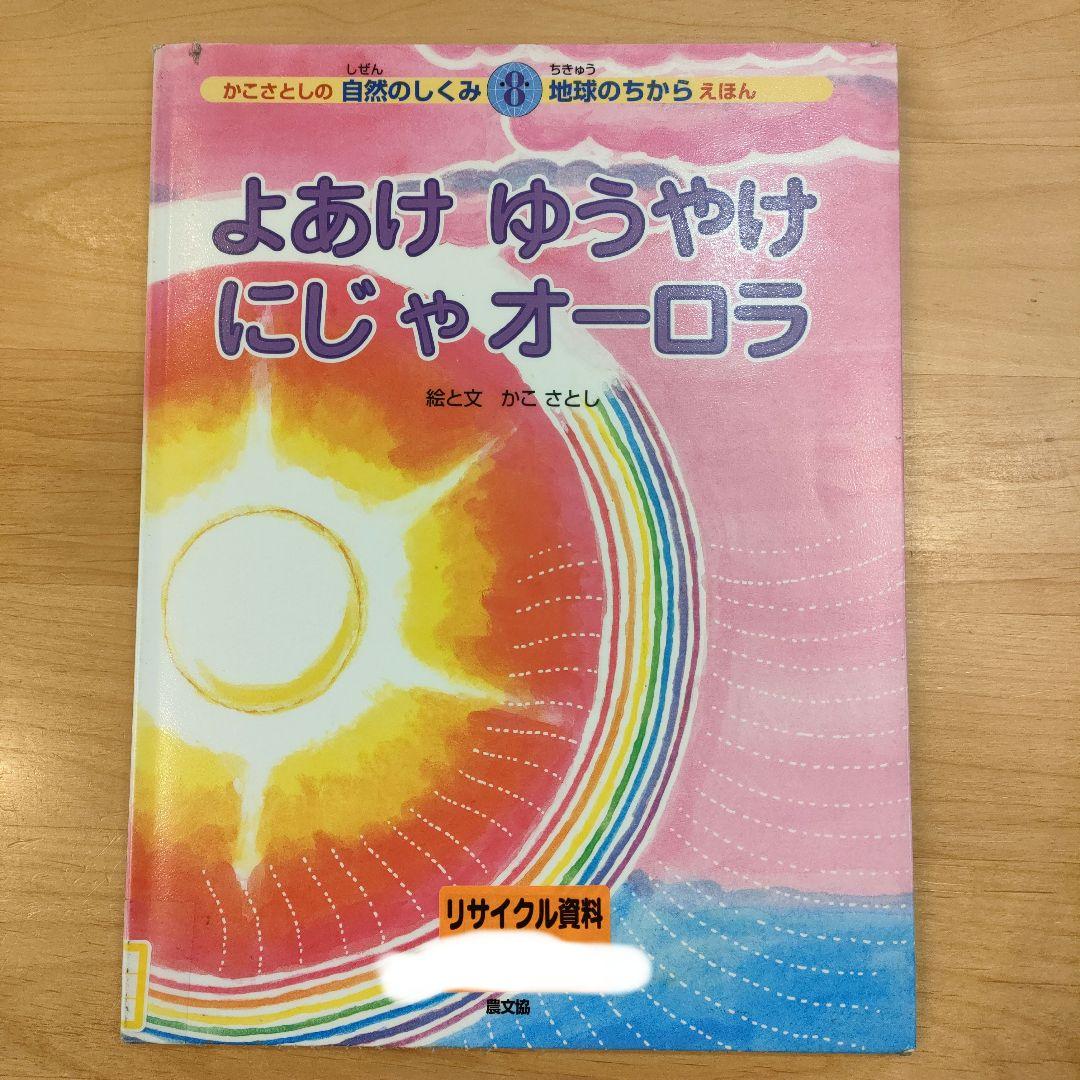 しぜん ちきゅう
かこさとしの 自然のしくみ 8 地球のちから えほん
よあけ ゆうやけ
にじ や オーロラ
絵と文 かこ さとし
リサイクル資料
農文協